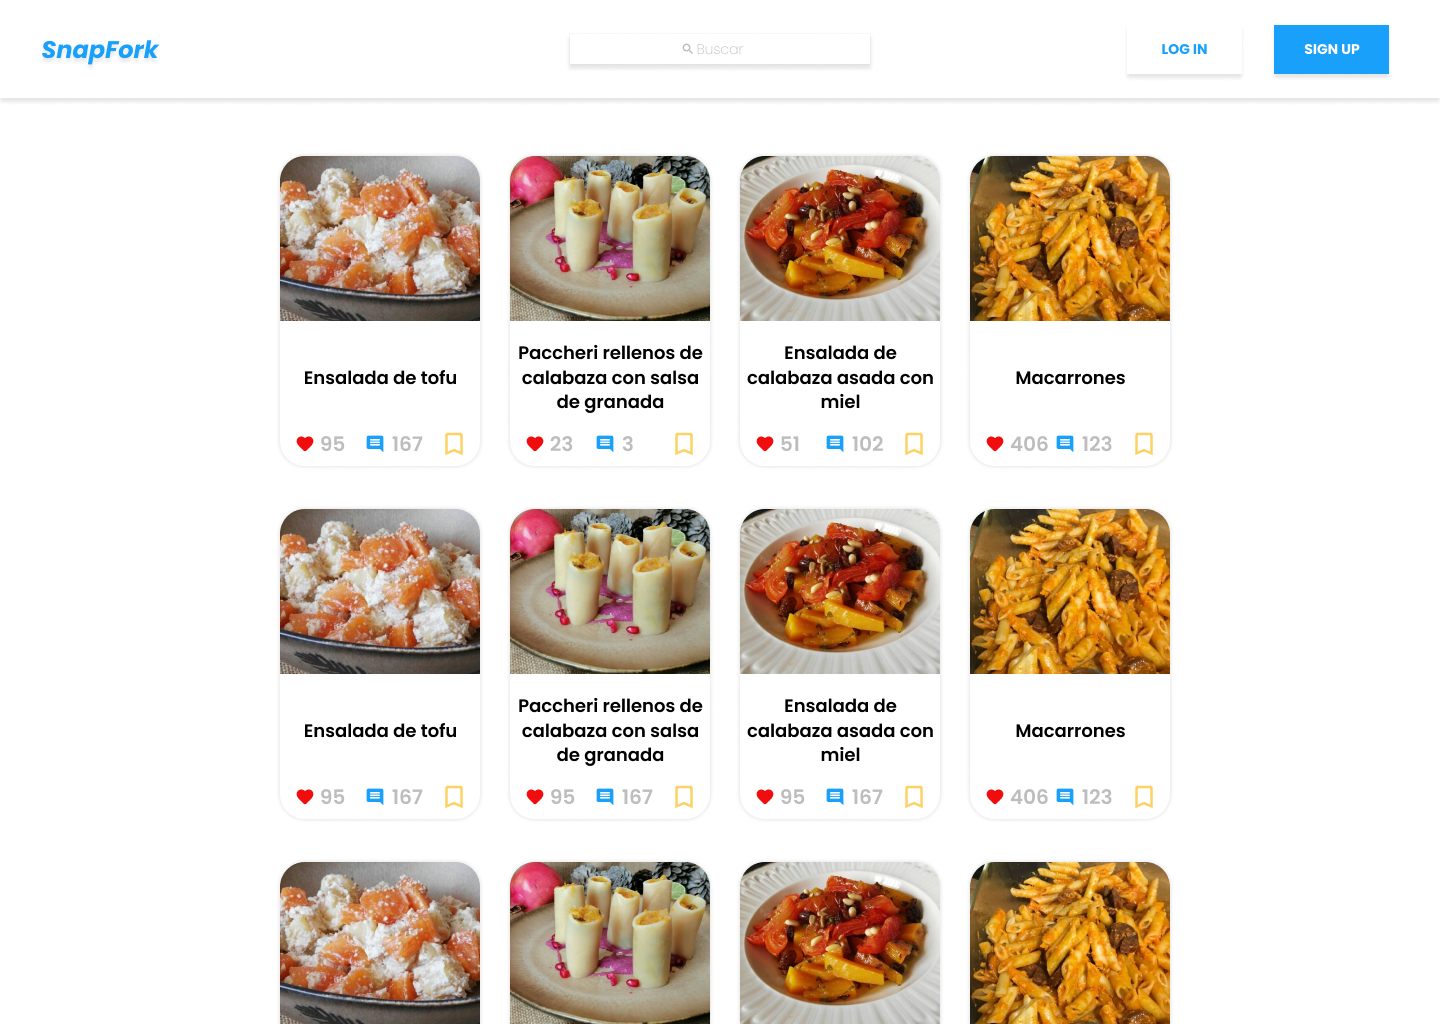 SnapFork
Buscar
LOG IN
SIGN UP
Ensalada de tofu
95 167
Paccheri rellenos de
calabaza con salsa
de granada
23 3
Ensalada de
calabaza asada con
miel
51 102
Macarrones
406 123
Ensalada de tofu
95 167
Paccheri rellenos de
calabaza con salsa
de granada
95 167
Ensalada de
calabaza asada con
miel
95 167
Macarrones
406 123